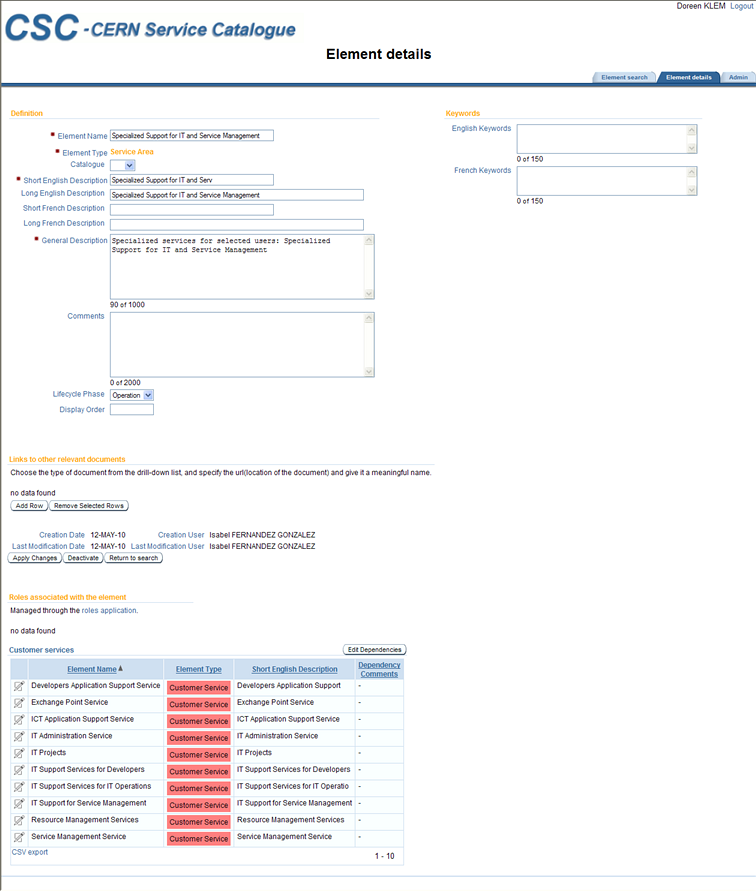 Doreen KLEM Logout
CSC - CERN Service Catalogue
Element details
Element search Element details Admin
Definition
* Element Name Specialized Support for IT and Service Management
* Element Type Service Area
Catalogue
* Short English Description Specialized Support for IT and Serv
Long English Description Specialized Support for IT and Service Management
Short French Description
Long French Description
* General Description Specialized services for selected users: Specialized
Support for IT and Service Management
90 of 1000
Comments
0 of 2000
Lifecycle Phase Operation
Display Order
Keywords
English Keywords
0 of 150
French Keywords
0 of 150
Links to other relevant documents
Choose the type of document from the drill-down list, and specify the url(location of the document) and give it a meaningful name.
no data found
Add Row Remove Selected Rows
Creation Date 12-MAY-10 Creation User Isabel FERNANDEZ GONZALEZ
Last Modification Date 12-MAY-10 Last Modification User Isabel FERNANDEZ GONZALEZ
Apply Changes Deactivate Return to search
Roles associated with the element
Managed through the roles application.
no data found
Customer services Edit Dependencies
Element Name Element Type Short English Description Dependency
Comments
Developers Application Support Service Customer Service Developers Application Support -
Exchange Point Service Customer Service Exchange Point Service -
ICT Application Support Service Customer Service ICT Application Support Service -
IT Administration Service Customer Service IT Administration Service -
IT Projects Customer Service IT Projects -
IT Support Services for Developers Customer Service IT Support Services for Developers -
IT Support Services for IT Operations Customer Service IT Support Services for IT Operatio -
IT Support for Service Management Customer Service IT Support for Service Management -
Resource Management Services Customer Service Resource Management Services -
Service Management Service Customer Service Service Management Service -
CSV export
1 - 10